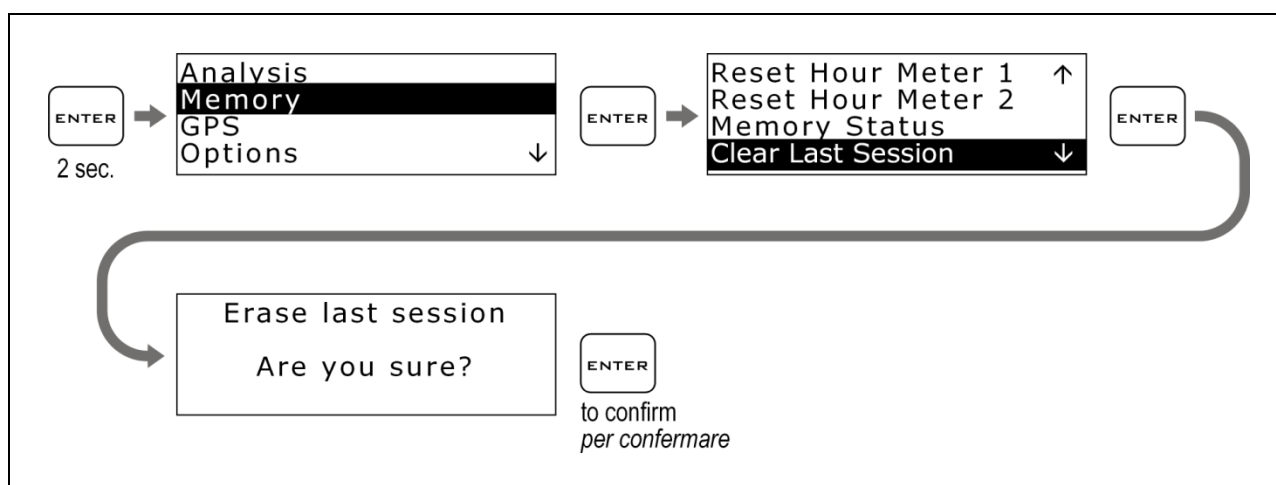 ENTER
2 sec.
Analysis
Memory
GPS
Options ↓
ENTER
Reset Hour Meter 1 ↑
Reset Hour Meter 2
Memory Status
Clear Last Session ↓
ENTER
Erase last session
Are you sure?
ENTER
to confirm
per confermare